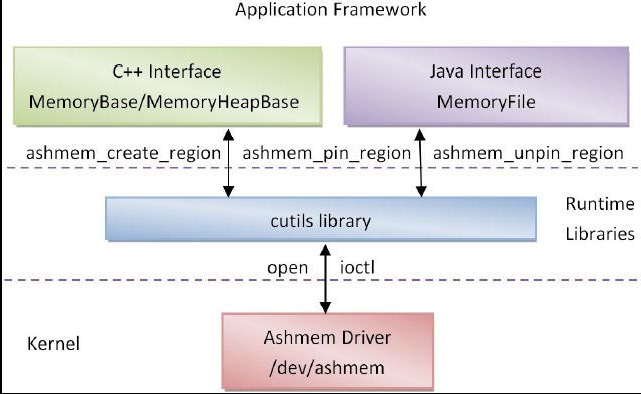 Application Framework
C++ Interface
MemoryBase/MemoryHeapBase
Java Interface
MemoryFile
ashmem_create_region
ashmem_pin_region
ashmem_unpin_region
cutils library
Runtime
Libraries
open
ioctl
Kernel
Ashmem Driver
/dev/ashmem